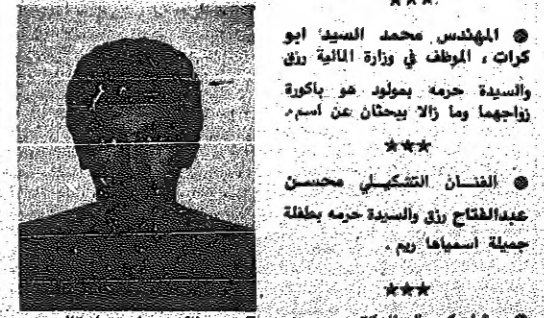 ★★★
● المهندس محمد السيد ابو
كرات ، الموظف في وزارة المالية رزق
والسيدة حرمه بمولود هو باكورة
زواجهما وما زالا يبحثان عن اسم.
★★★
● الفنان التشكيلي محسن
عبدالفتاح رزق والسيدة حرمه بطفلة
جميلة اسمياها ريم .
★★★